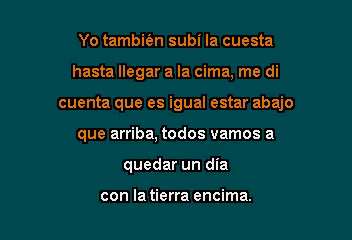 Yo también subí la cuesta
hasta llegar a la cima, me di
cuenta que es igual estar abajo
que arriba, todos vamos a
quedar un día
con la tierra encima.